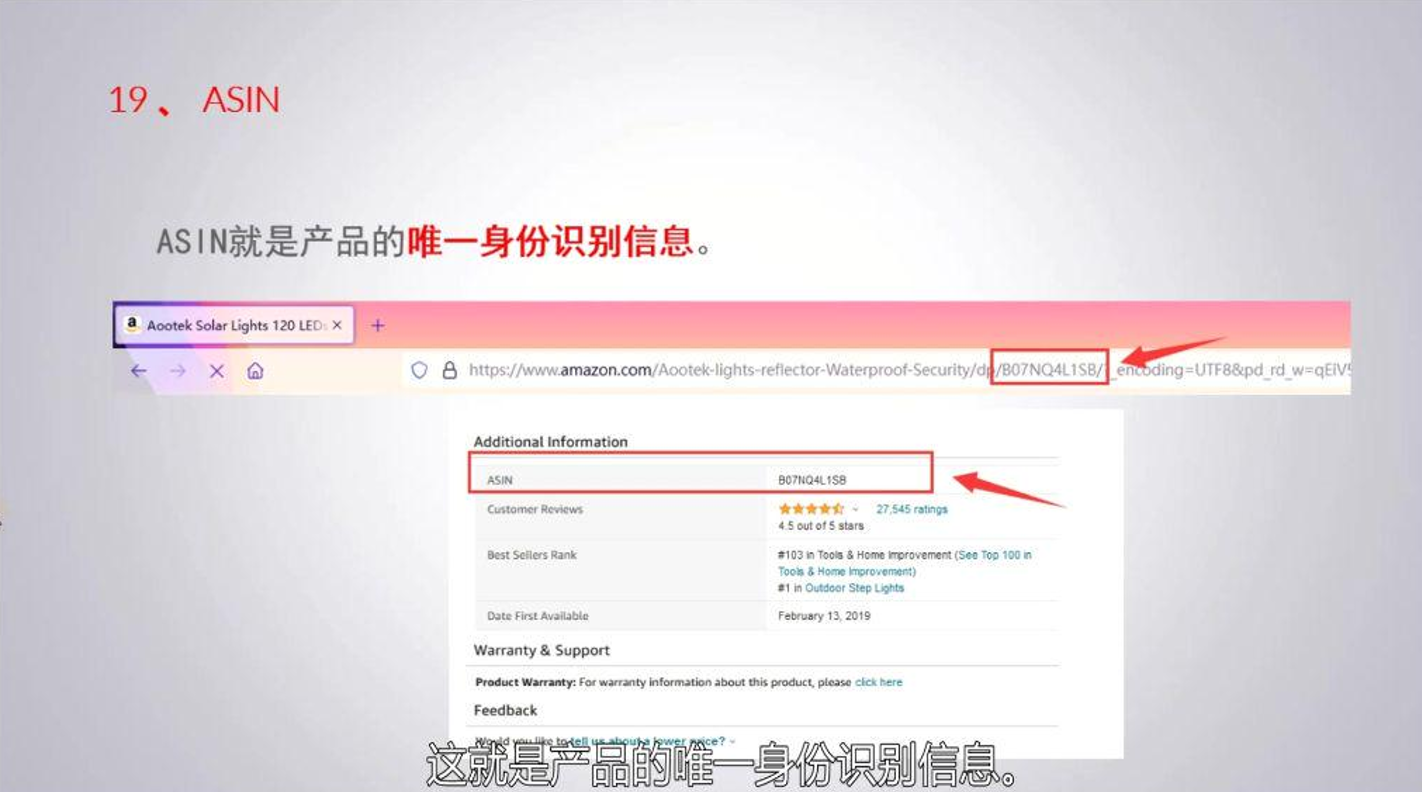 19、 ASIN
ASIN就是产品的唯一身份识别信息。
Aootek Solar Lights 120 LEDs
https://www.amazon.com/Aootek-lights-reflector-Waterproof-Security/dp/B07NQ4L1SB/ _encoding=UTF8&pd_rd_w=qEiV5
Additional Information
ASIN B07NQ4L1SB
Customer Reviews 27,545 ratings
4.5 out of 5 stars
Best Sellers Rank #103 in Tools & Home Improvement (See Top 100 in
Tools & Home Improvement)
#1 in Outdoor Step Lights
Date First Available February 13, 2019
Warranty & Support
Product Warranty: For warranty information about this product, please click here
Feedback
Would you like to tell us about a lower price?
这就是产品的唯一身份识别信息。